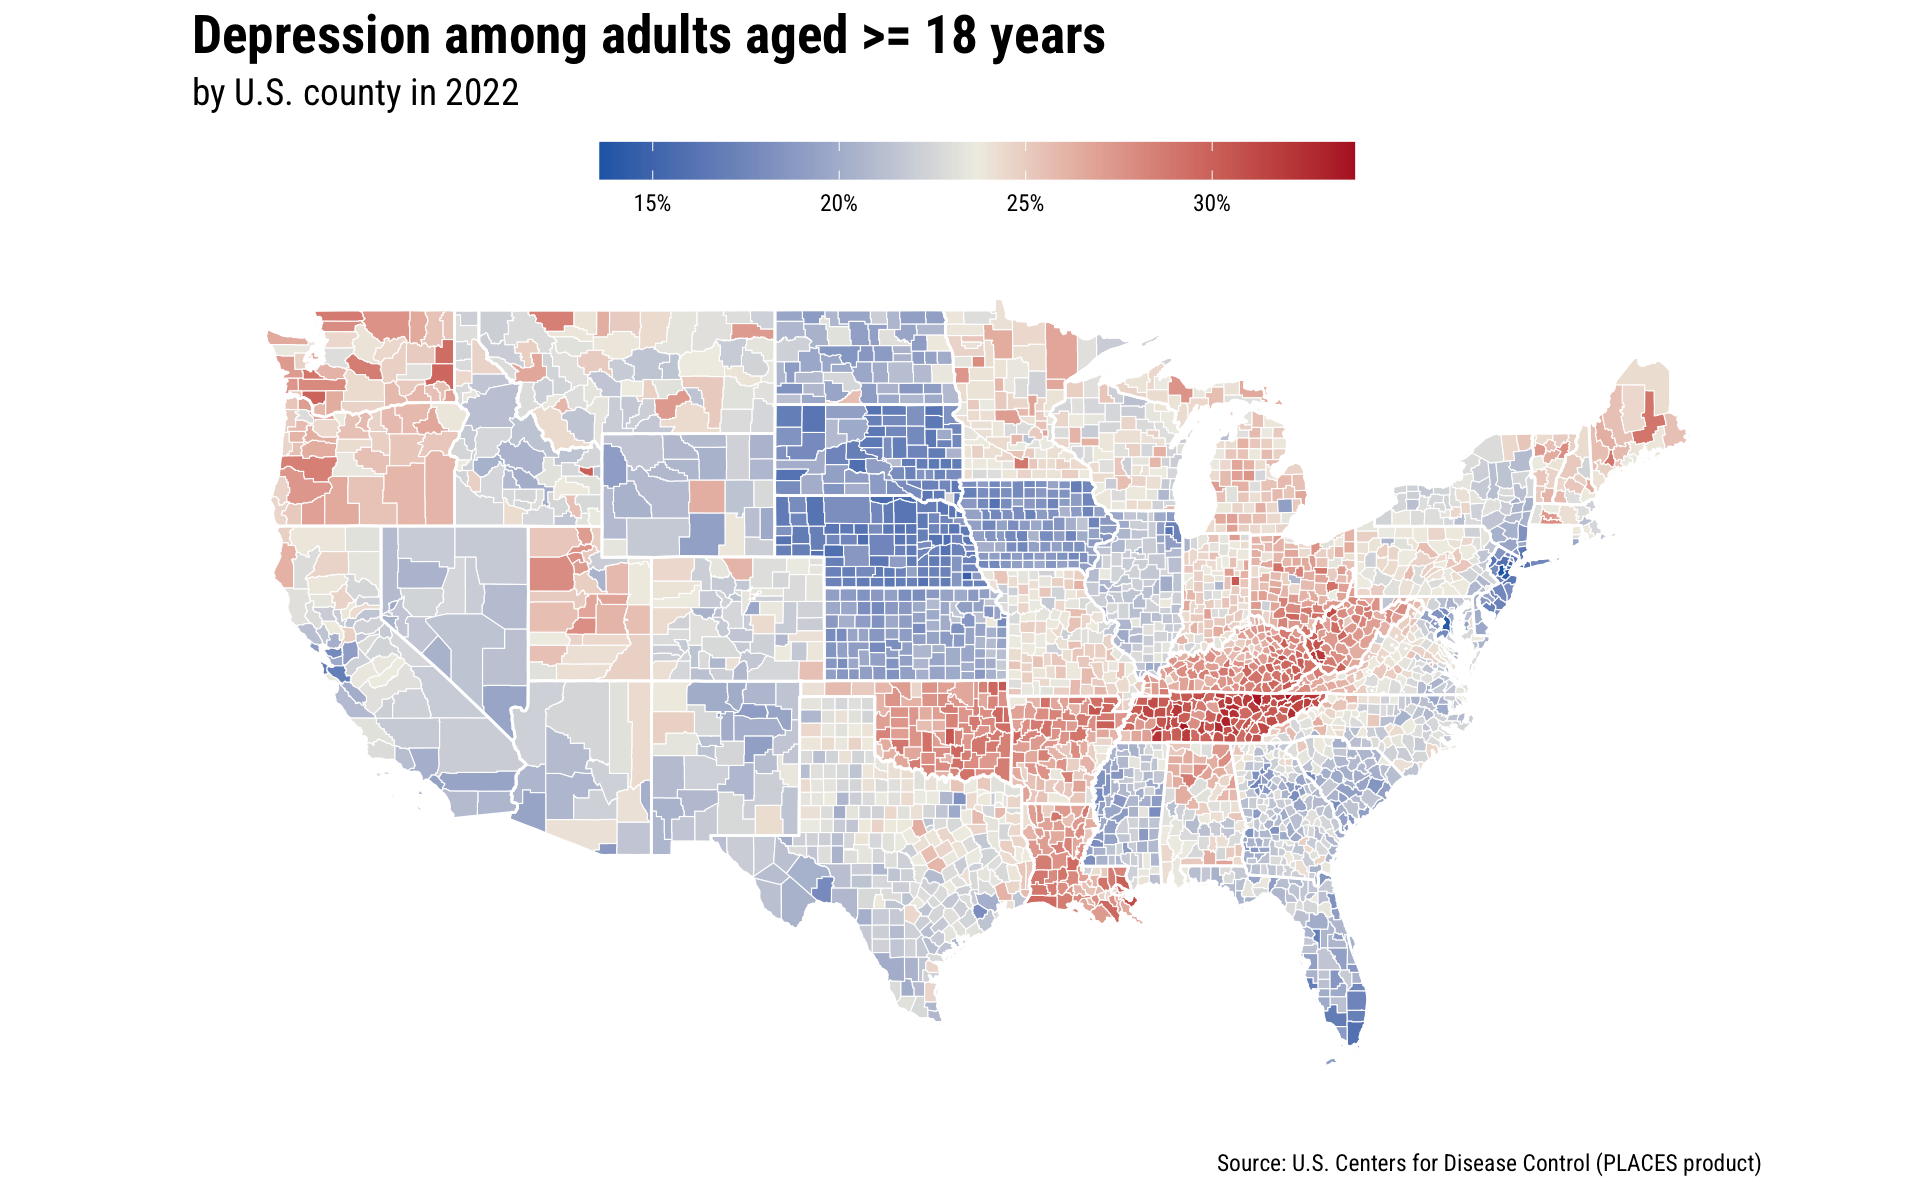 Depression among adults aged >= 18 years
by U.S. county in 2022
15% 20% 25% 30%
Source: U.S. Centers for Disease Control (PLACES product)